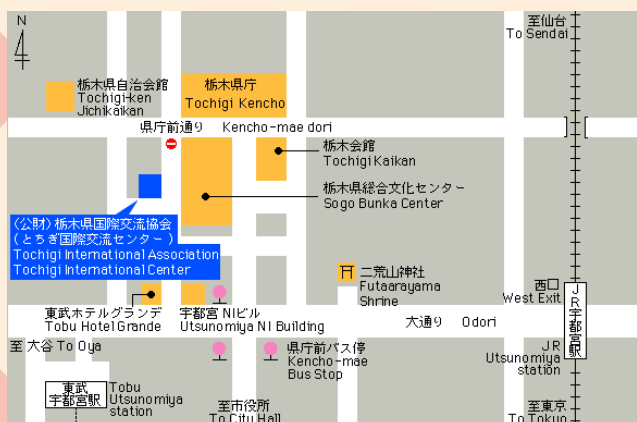 N
至仙台
To Sendai
栃木県自治会館
Tochigi-ken
Jichikaikan
栃木県庁
Tochigi Kencho
県庁前通り Kencho-mae dori
栃木会館
Tochigi Kaikan
栃木県総合文化センター
Sogo Bunka Center
(公財)栃木県国際交流協会
(とちぎ国際交流センター)
Tochigi International Association
Tochigi International Center
二荒山神社
Futaarayama
Shrine
西口
West Exit
JR宇都宮駅
東武ホテルグランデ
Tobu Hotel Grande
宇都宮 NIビル
Utsunomiya NI Building
大通り Odori
至 大谷 To Oya
県庁前バス停
Kencho-mae
Bus Stop
JR
Utsunomiya
station
東武
宇都宮駅
Tobu
Utsunomiya
station
至市役所
To City Hall
至東京
To Tokyo